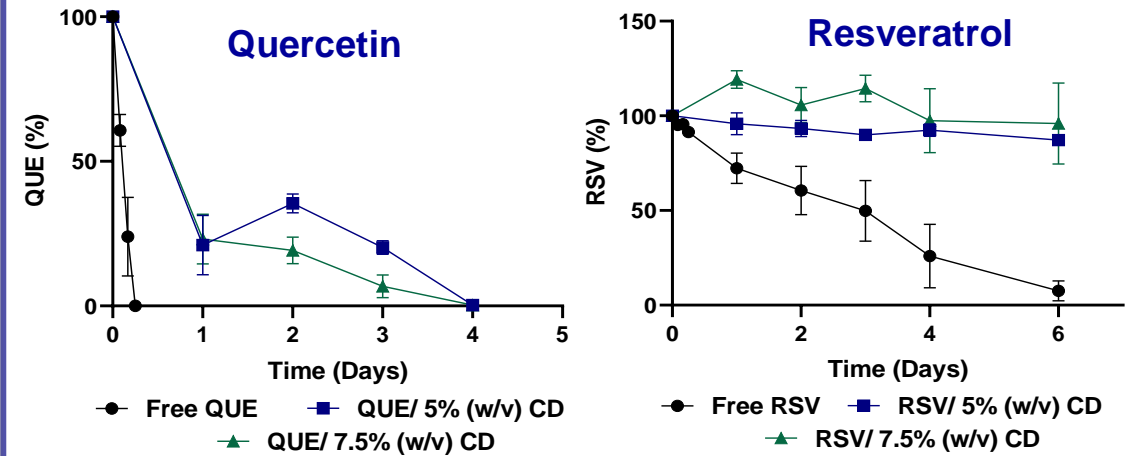 Quercetin
QUE (%)
100
50
0
0 1 2 3 4 5
Time (Days)
Free QUE QUE/ 5% (w/v) CD
QUE/ 7.5% (w/v) CD
Resveratrol
RSV (%)
150
100
50
0
0 2 4 6
Time (Days)
Free RSV RSV/ 5% (w/v) CD
RSV/ 7.5% (w/v) CD